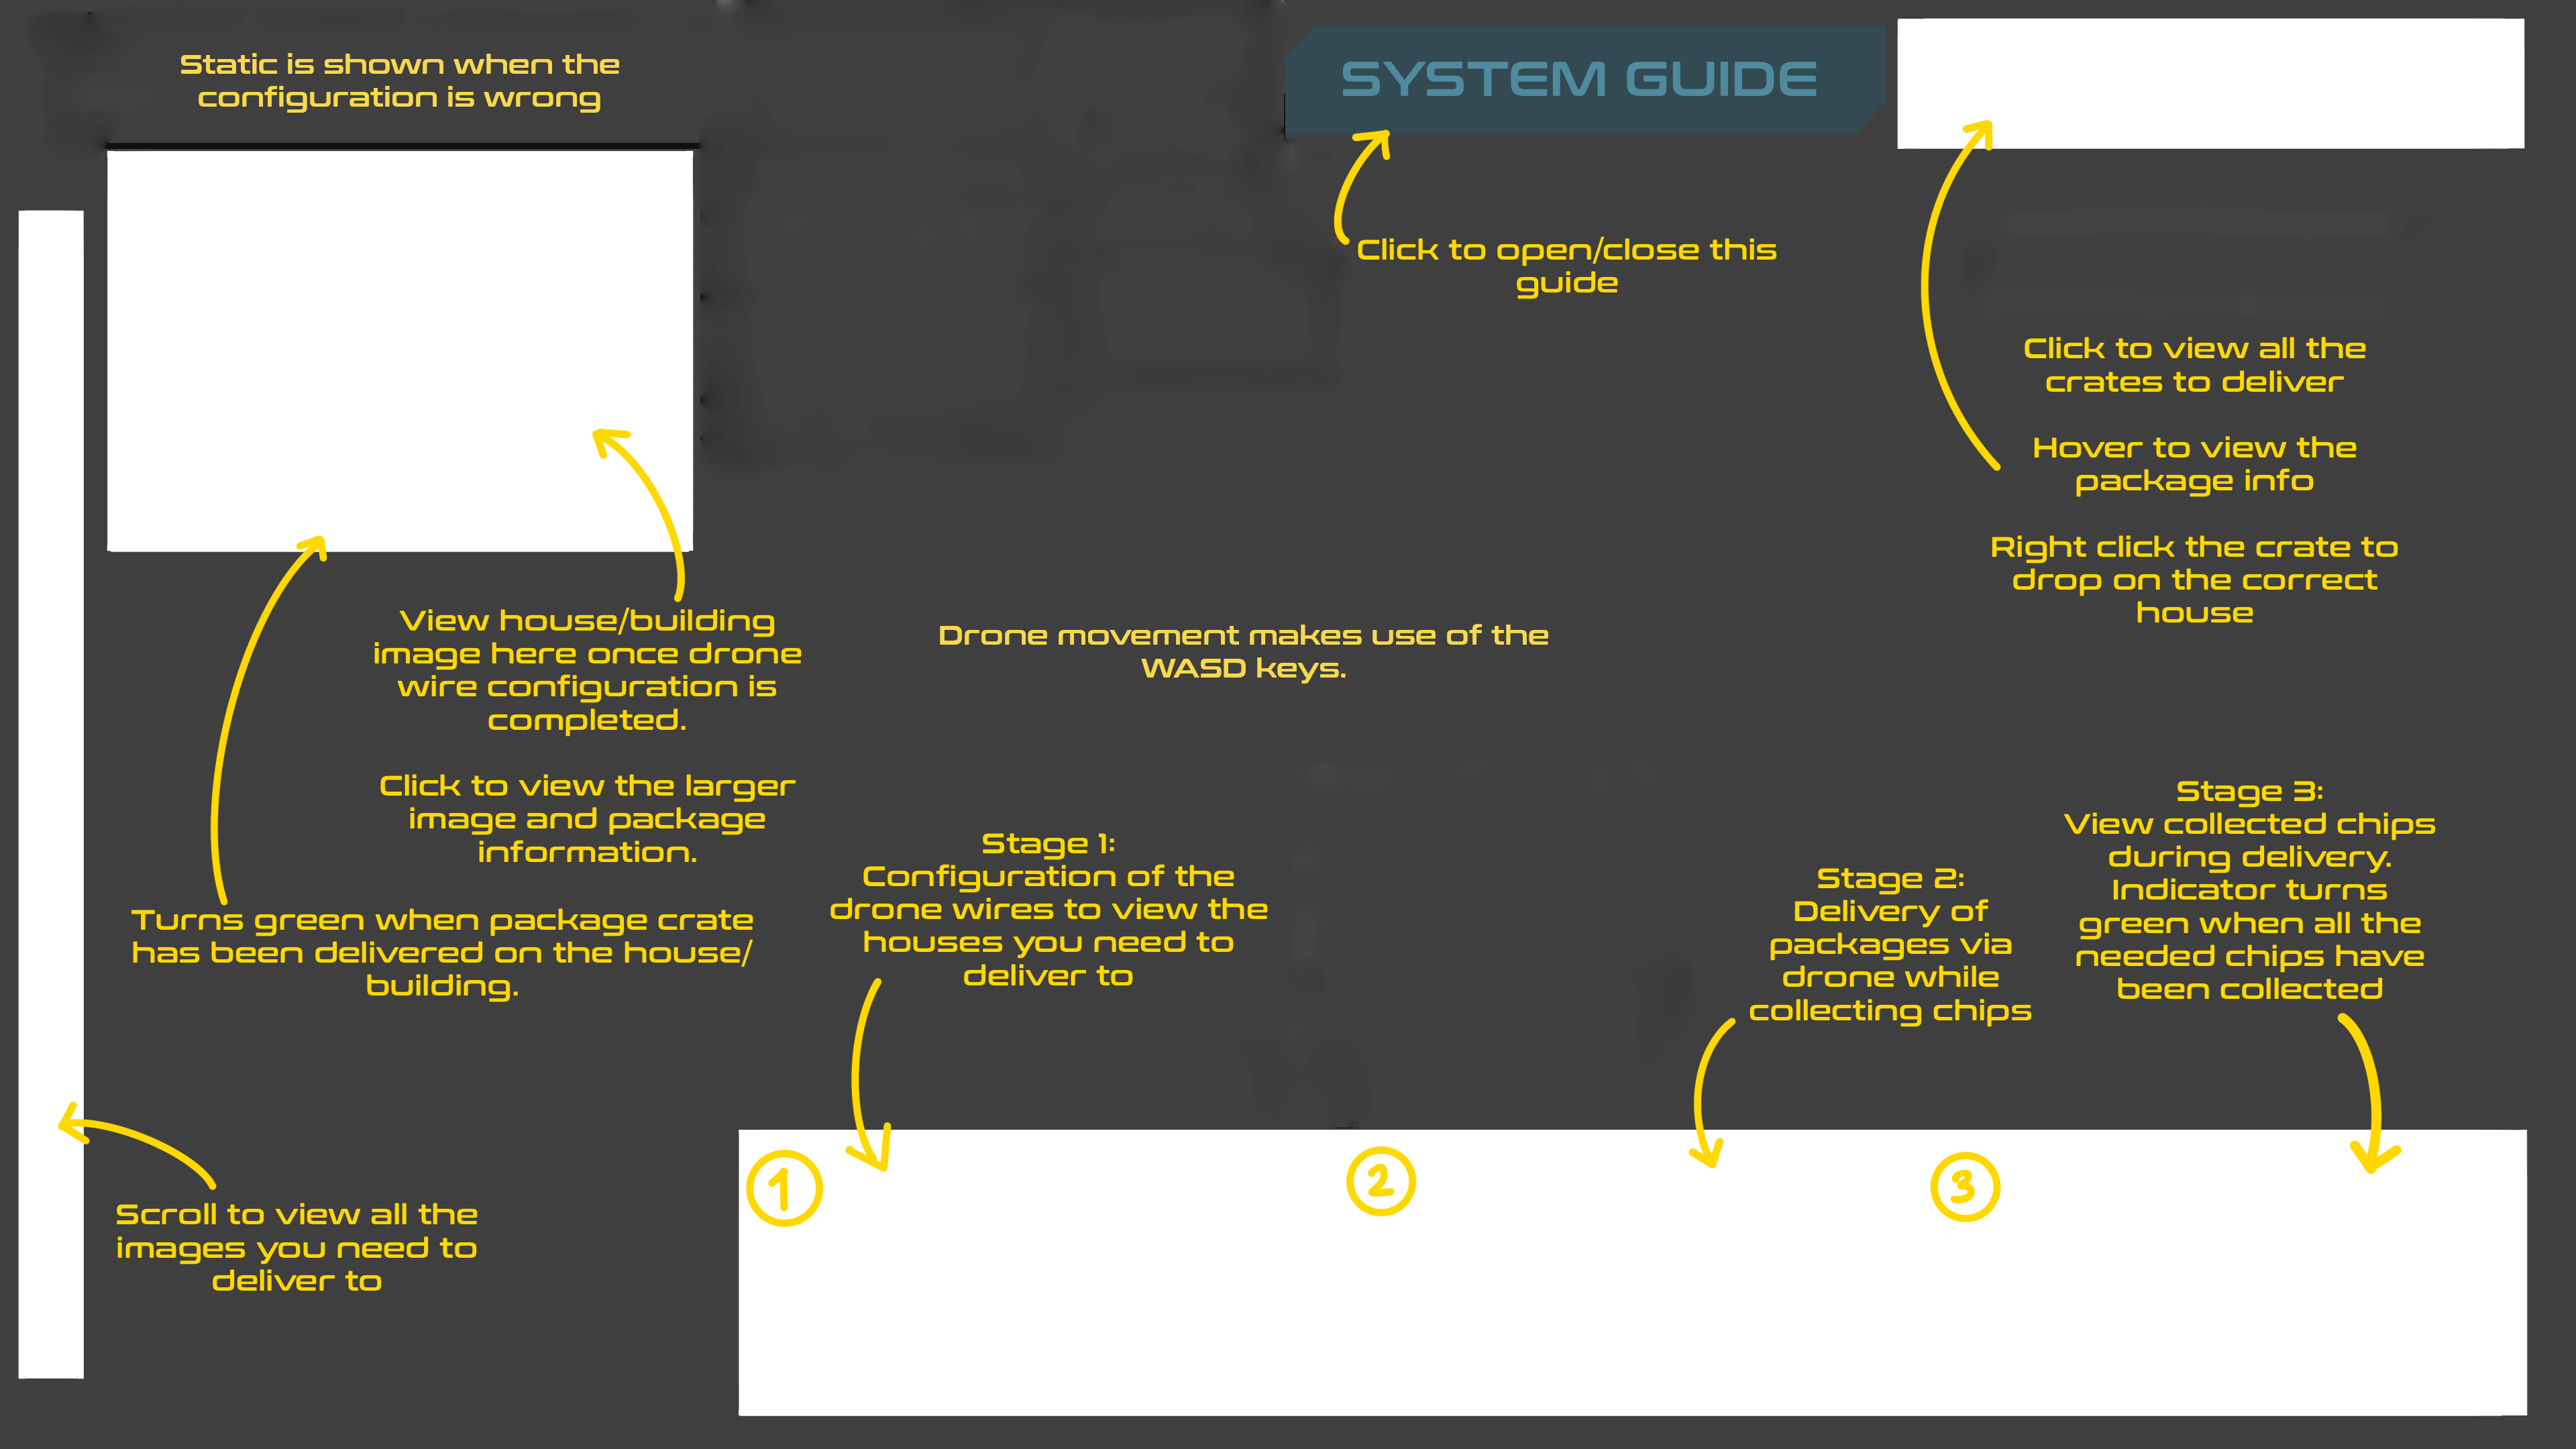 Static is shown when the
configuration is wrong
SYSTEM GUIDE
Click to open/close this
guide
Click to view all the
crates to deliver
Hover to view the
package info
Right click the crate to
drop on the correct
house
View house/building
image here once drone
wire configuration is
completed.
Click to view the larger
image and package
information.
Turns green when package crate
has been delivered on the house/
building.
Drone movement makes use of the
WASD keys.
Stage 1:
Configuration of the
drone wires to view the
houses you need to
deliver to
Stage 2:
Delivery of
packages via
drone while
collecting chips
Stage 3:
View collected chips
during delivery.
Indicator turns
green when all the
needed chips have
been collected
Scroll to view all the
images you need to
deliver to
1
2
3